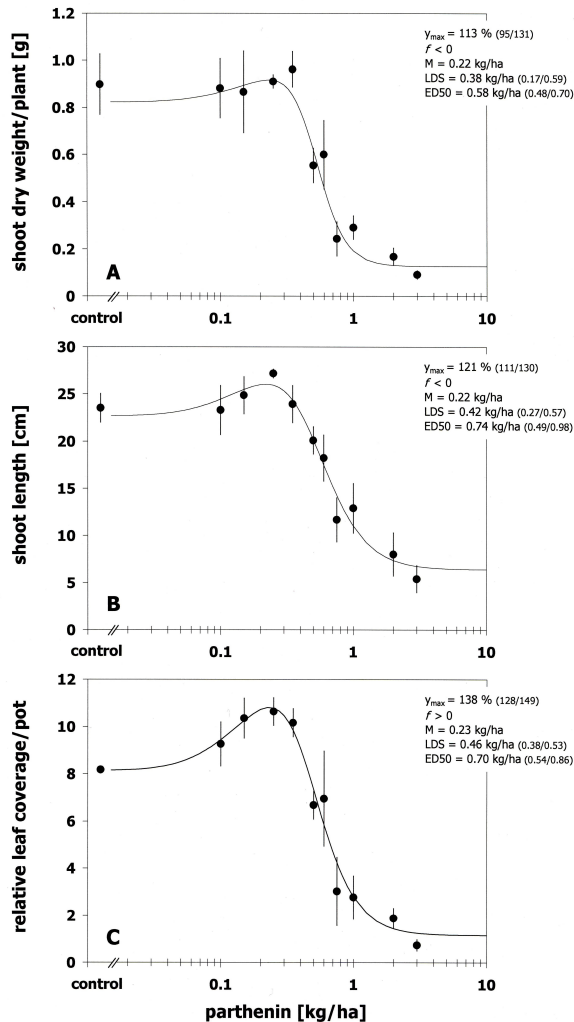 1.2
1.0
0.8
0.6
0.4
0.2
0
shoot dry weight/plant [g]
A
y_max = 113 % (95/131)
f < 0
M = 0.22 kg/ha
LDS = 0.38 kg/ha (0.17/0.59)
ED50 = 0.58 kg/ha (0.48/0.70)
control 0.1 1 10
30
25
20
15
10
5
0
shoot length [cm]
B
y_max = 121 % (111/130)
f < 0
M = 0.22 kg/ha
LDS = 0.42 kg/ha (0.27/0.57)
ED50 = 0.74 kg/ha (0.49/0.98)
control 0.1 1 10
12
10
8
6
4
2
0
relative leaf coverage/pot
C
y_max = 138 % (128/149)
f > 0
M = 0.23 kg/ha
LDS = 0.46 kg/ha (0.38/0.53)
ED50 = 0.70 kg/ha (0.54/0.86)
control 0.1 1 10
parthenin [kg/ha]